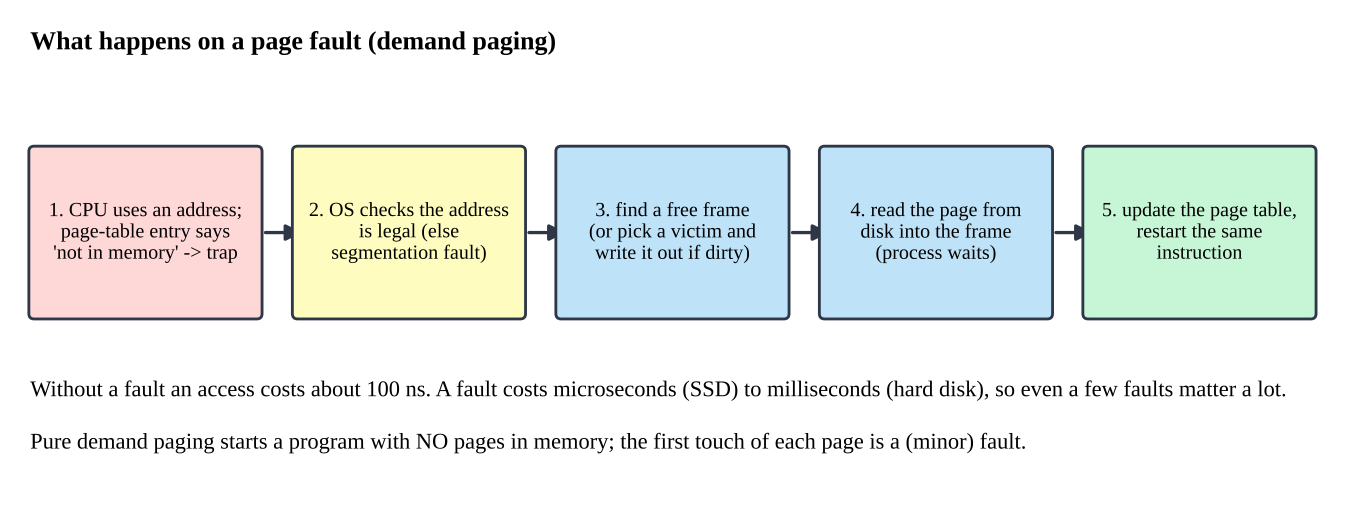 What happens on a page fault (demand paging)
1. CPU uses an address;
page-table entry says
'not in memory' -> trap
2. OS checks the address
is legal (else
segmentation fault)
3. find a free frame
(or pick a victim and
write it out if dirty)
4. read the page from
disk into the frame
(process waits)
5. update the page table,
restart the same
instruction
Without a fault an access costs about 100 ns. A fault costs microseconds (SSD) to milliseconds (hard disk), so even a few faults matter a lot.
Pure demand paging starts a program with NO pages in memory; the first touch of each page is a (minor) fault.